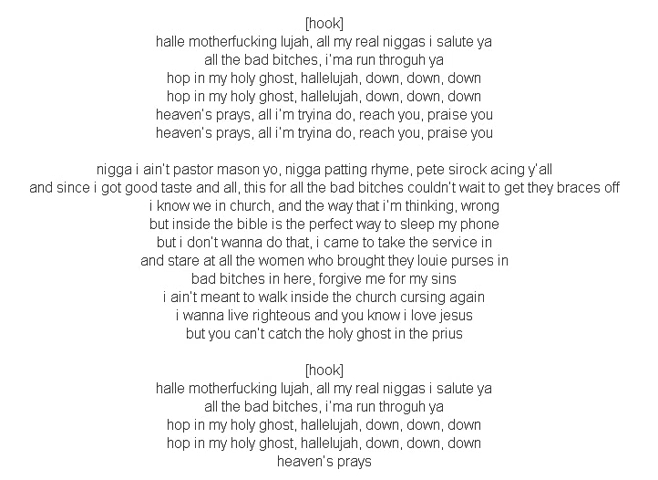 [hook]
halle motherfucking lujah, all my real niggas i salute ya
all the bad bitches, i'ma run throguh ya
hop in my holy ghost, hallelujah, down, down, down
hop in my holy ghost, hallelujah, down, down, down
heaven's prays, all i'm tryina do, reach you, praise you
heaven's prays, all i'm tryina do, reach you, praise you
nigga i ain't pastor mason yo, nigga patting rhyme, pete sirock acing y'all
and since i got good taste and all, this for all the bad bitches couldn't wait to get they braces off
i know we in church, and the way that i'm thinking, wrong
but inside the bible is the perfect way to sleep my phone
but i don't wanna do that, i came to take the service in
and stare at all the women who brought they louie purses in
bad bitches in here, forgive me for my sins
i ain't meant to walk inside the church cursing again
i wanna live righteous and you know i love jesus
but you can't catch the holy ghost in the prius
[hook]
halle motherfucking lujah, all my real niggas i salute ya
all the bad bitches, i'ma run throguh ya
hop in my holy ghost, hallelujah, down, down, down
hop in my holy ghost, hallelujah, down, down, down
heaven's prays